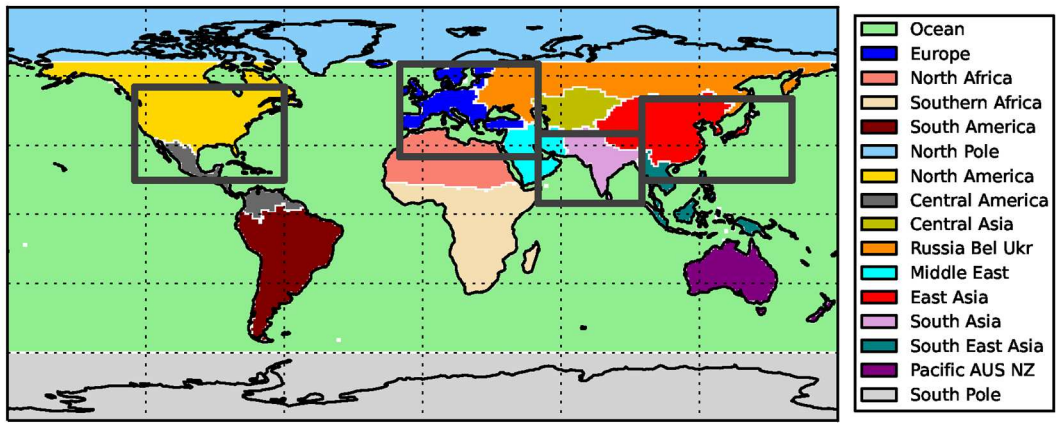 Ocean
Europe
North Africa
Southern Africa
South America
North Pole
North America
Central America
Central Asia
Russia Bel Ukr
Middle East
East Asia
South Asia
South East Asia
Pacific AUS NZ
South Pole